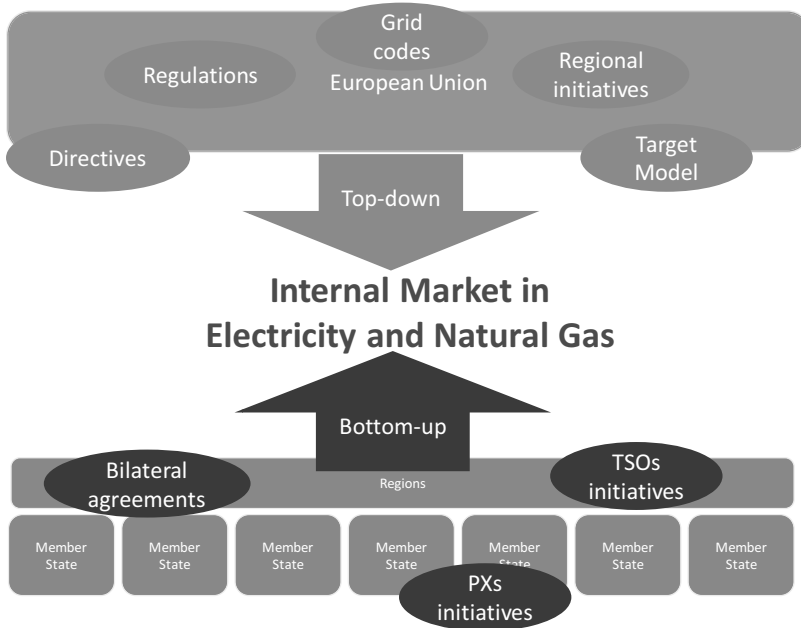 Grid
codes
Regulations
European Union
Regional
initiatives
Directives
Target
Model
Top-down
Internal Market in
Electricity and Natural Gas
Bottom-up
Bilateral
agreements
Regions
TSOs
initiatives
Member
State
Member
State
Member
State
Member
State
Member
State
Member
State
Member
State
PXs
initiatives